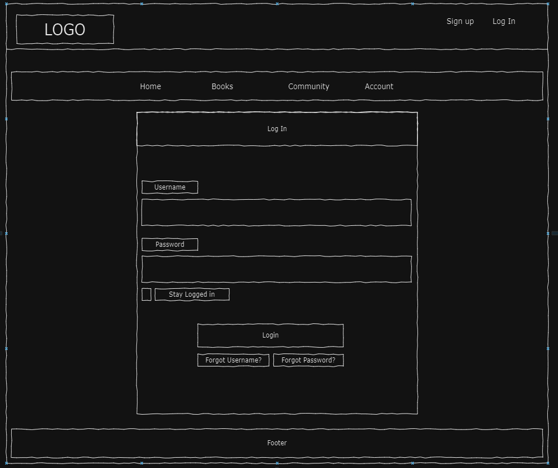 LOGO
Sign up Log In
Home Books Community Account
Log In
Username
Password
Stay Logged in
Login
Forgot Username? Forgot Password?
Footer